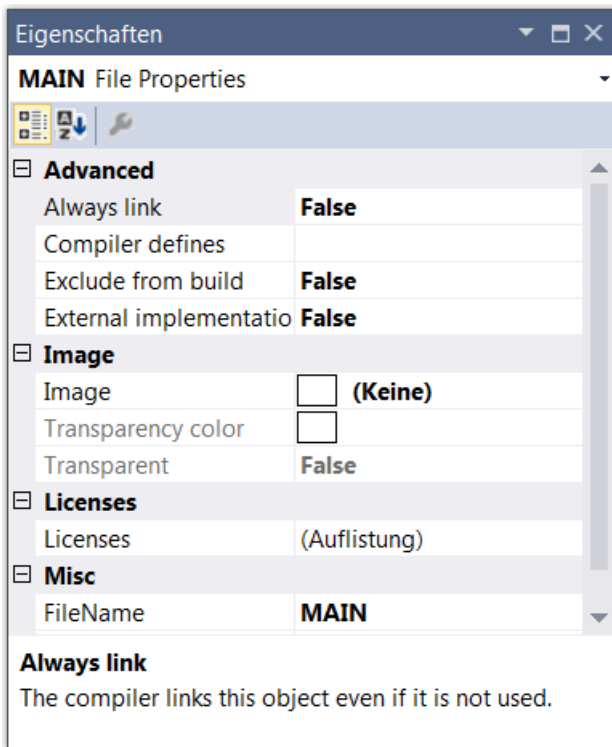 Eigenschaften
MAIN File Properties
Advanced
Always link False
Compiler defines
Exclude from build False
External implementatio False
Image
Image (Keine)
Transparency color
Transparent False
Licenses
Licenses (Auflistung)
Misc
FileName MAIN
Always link
The compiler links this object even if it is not used.